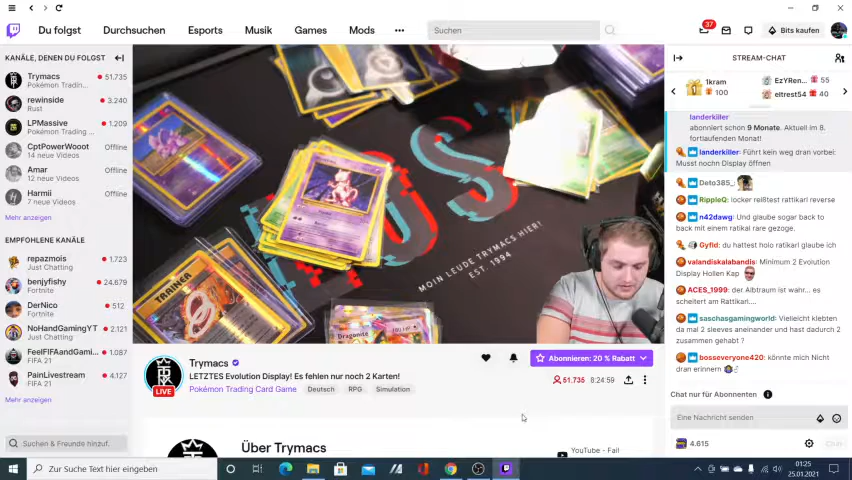 Du folgst
Durchsuchen
Esports
Musik
Games
Mods
Suchen
37
Bits kaufen
KANÄLE, DENEN DU FOLGST
Trymacs
51.735
Pokémon Tradin...
rewinside
3.240
Rust
LPMassive
1.209
Pokémon Trading ...
CptPowerWooot
Offline
14 neue Videos
Amar
Offline
12 neue Videos
Harmii
Offline
7 neue Videos
Mehr anzeigen
EMPFOHLENE KANÄLE
repazmois
1.723
Just Chatting
benjyfishy
24.879
Fortnite
DerNico
512
Fortnite
NoHandGamingYT
2.121
Just Chatting
FeelFIFAandGami...
1.087
FIFA 21
PainLivestream
4.127
FIFA 21
Mehr anzeigen
Suchen & Freunde hinzuf.
TRAINER
Dragonite
MOIN LEUDE TRYMACS HIER!
EST. 1994
LIVE
Trymacs
LETZTES Evolution Display! Es fehlen nur noch 2 Karten!
Pokémon Trading Card Game
Deutsch
RPG
Simulation
Abonnieren: 20 % Rabatt
51.735
8:24:59
Über Trymacs
YouTube - Fail
STREAM-CHAT
1kram
100
EzYRen...
55
eltrest54
40
landerkiller
abonniert schon 9 Monate. Aktuell im 8.
fortlaufenden Monat!
landerkiller: Führt kein weg dran vorbei:
Musst nochn Display öffnen
Deto385_:
RippleQ: locker reißtest rattikarl reverse
n42dawg: Und glaube sogar back to
back mit einem ratikal rare gezoge.
Gyfld: du hattest holo ratikarl glaube ich
valandiskalabandis: Minimum 2 Evolution
Display Hollen Kap
ACES_1999: der Albtraum ist wahr... es
scheitert am Rattikarl....
saschasgamingworld: Vielleicht klebten
da mal 2 sleeves aneinander und hast dadurch 2
zusammen gehabt ?
bosseveryone420: könnte mich Nicht
dran erinnern
Chat nur für Abonnenten
Eine Nachricht senden
4.615
Chat
Zur Suche Text hier eingeben
01:25
25.01.2021